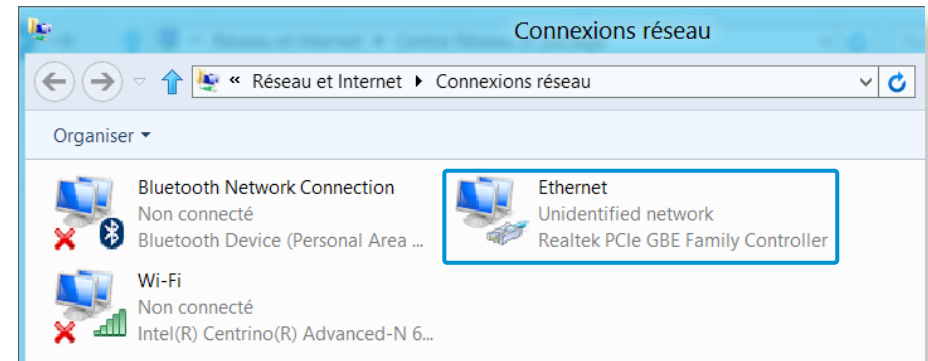 Connexions réseau
« Réseau et Internet Connexions réseau
Organiser
Bluetooth Network Connection
Non connecté
Bluetooth Device (Personal Area ...
Ethernet
Unidentified network
Realtek PCIe GBE Family Controller
Wi-Fi
Non connecté
Intel(R) Centrino(R) Advanced-N 6...